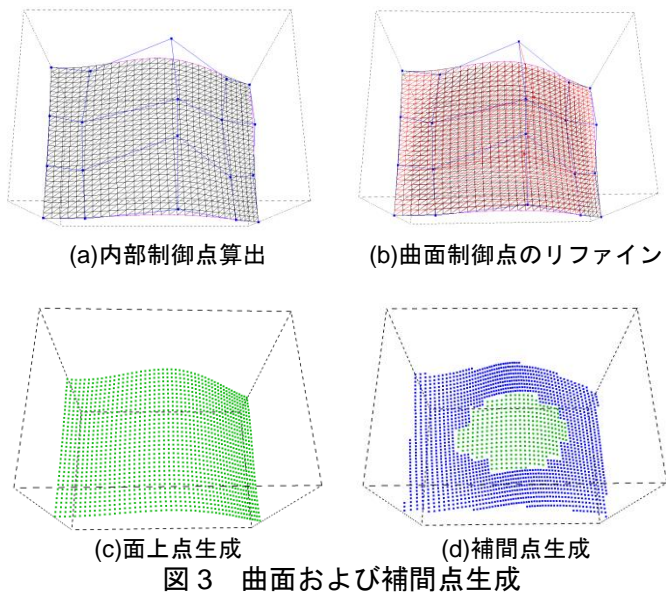 (a)内部制御点算出
(b)曲面制御点のリファイン
(c)面上点生成
(d)補間点生成
図３　曲面および補間点生成